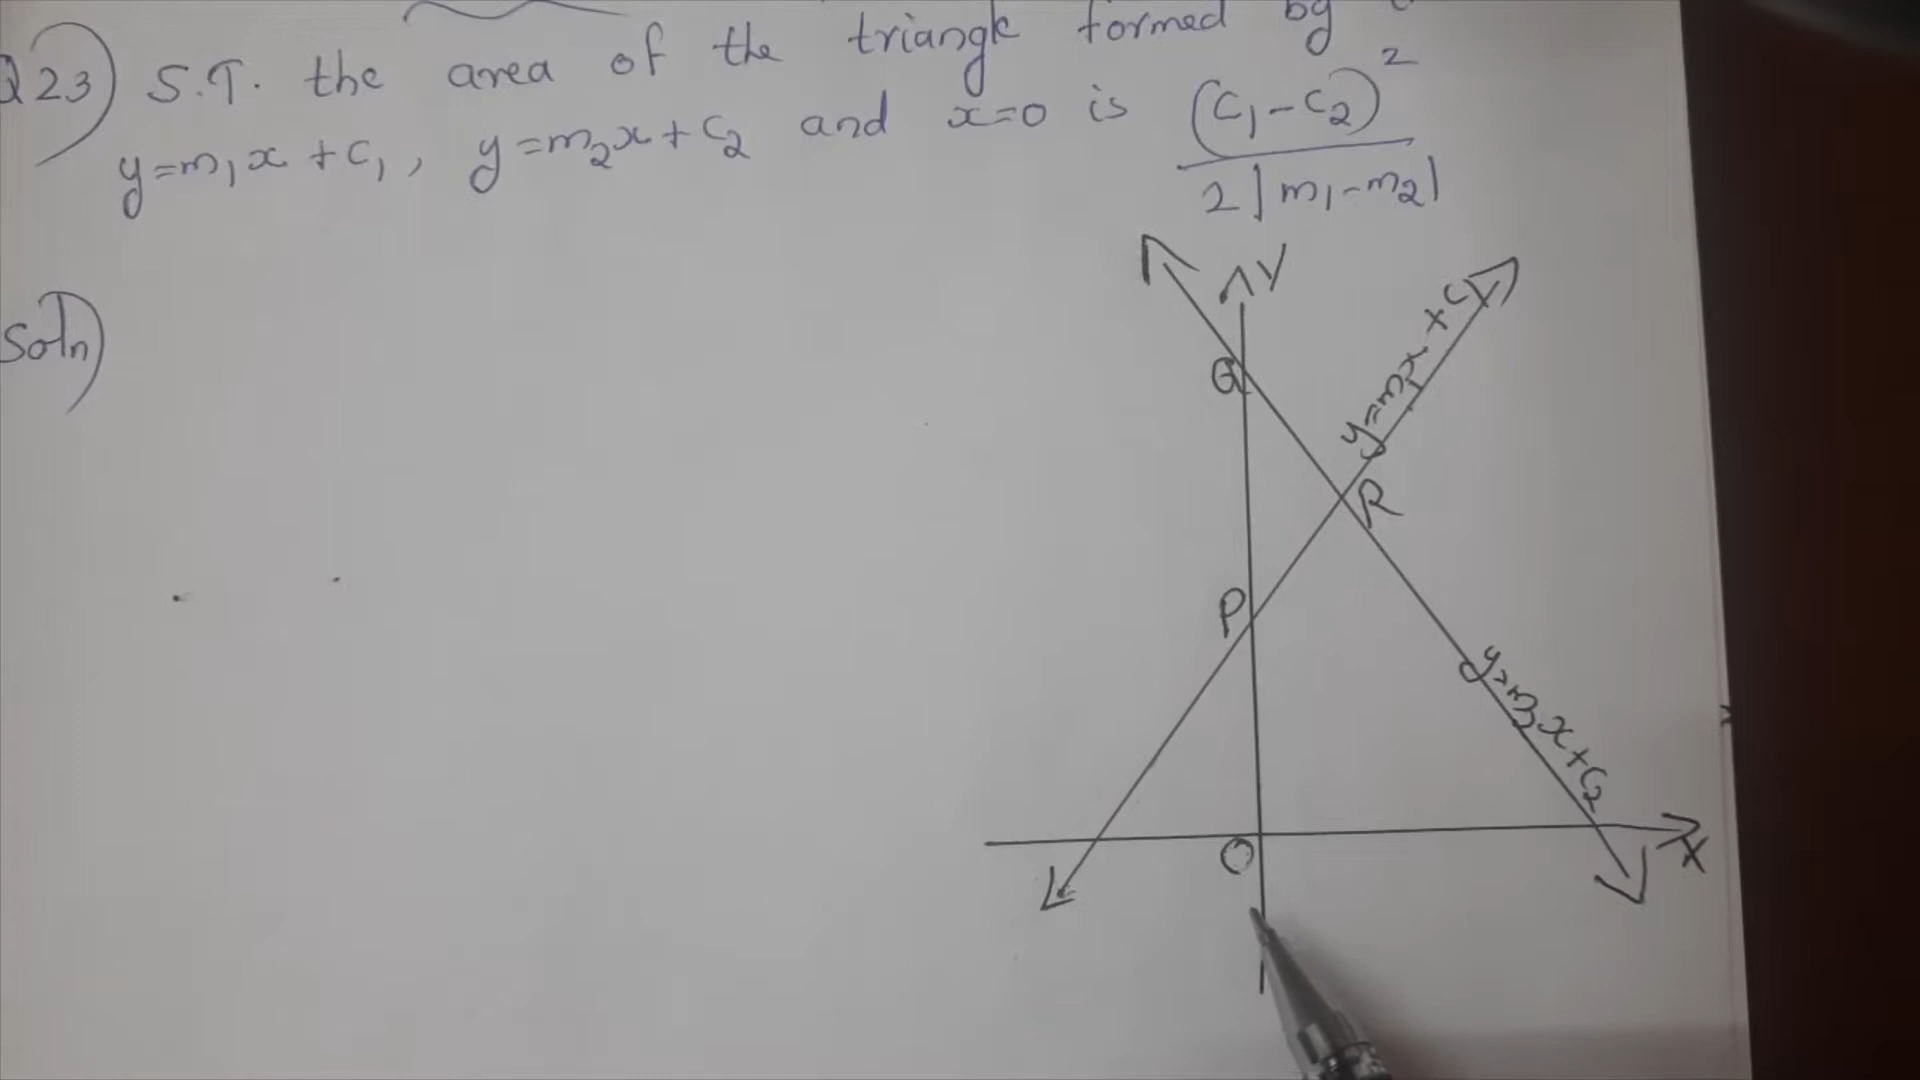 Q23) S.T. the area of the triangle formed by
y=m₁x + c₁, y=m₂x + c₂ and x=0 is (c₁-c₂)² / 2|m₁-m₂|
Soln)
Y
Q
y=m₁x + c₁
R
P
y=m₂x+c₂
O
X